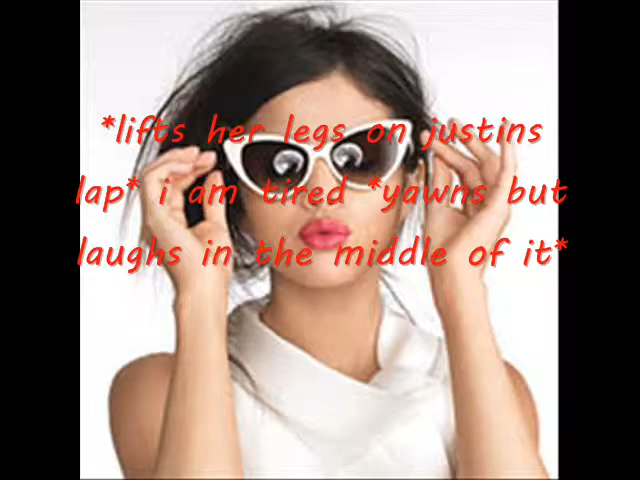 *lifts her legs on justins
lap* i am tired *yawns but
laughs in the middle of it*